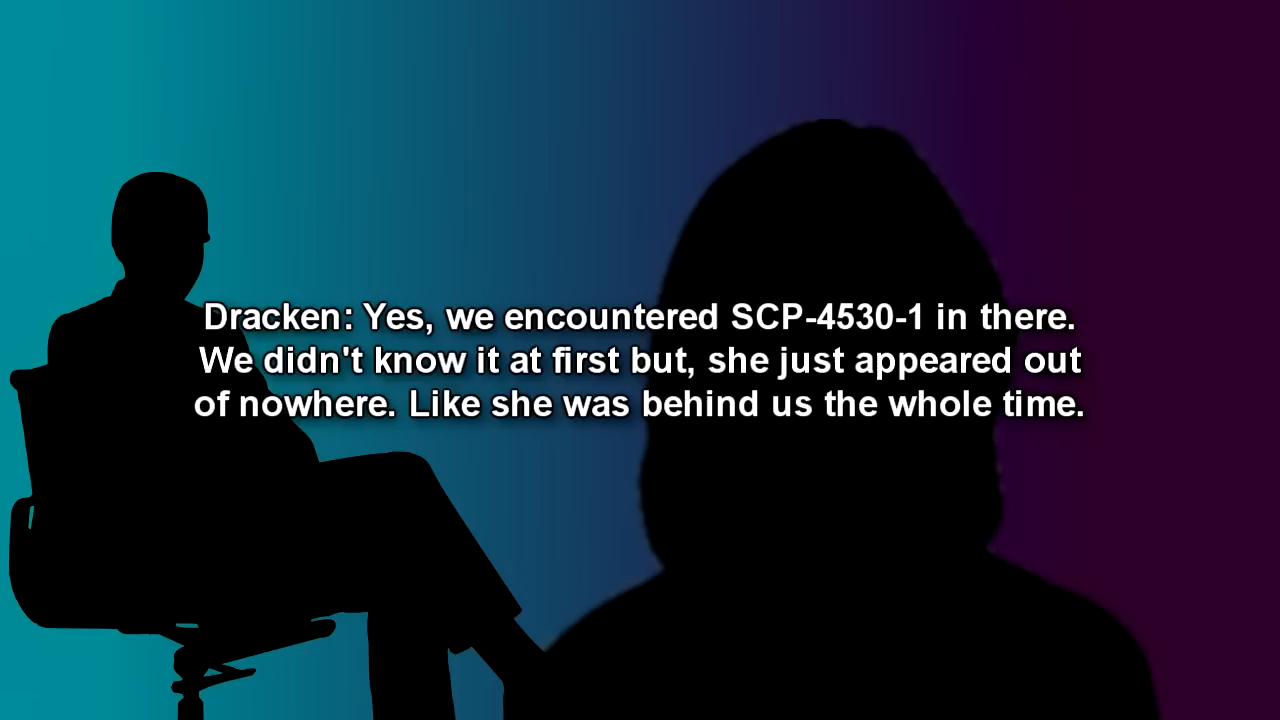 Dracken: Yes, we encountered SCP-4530-1 in there.
We didn't know it at first but, she just appeared out
of nowhere. Like she was behind us the whole time.